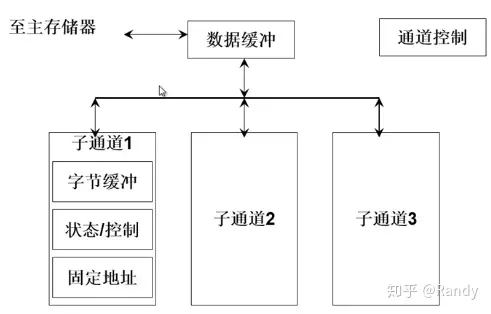 至主存储器
数据缓冲
通道控制
子通道1
字节缓冲
状态/控制
固定地址
子通道2
子通道3
知乎 @Randy